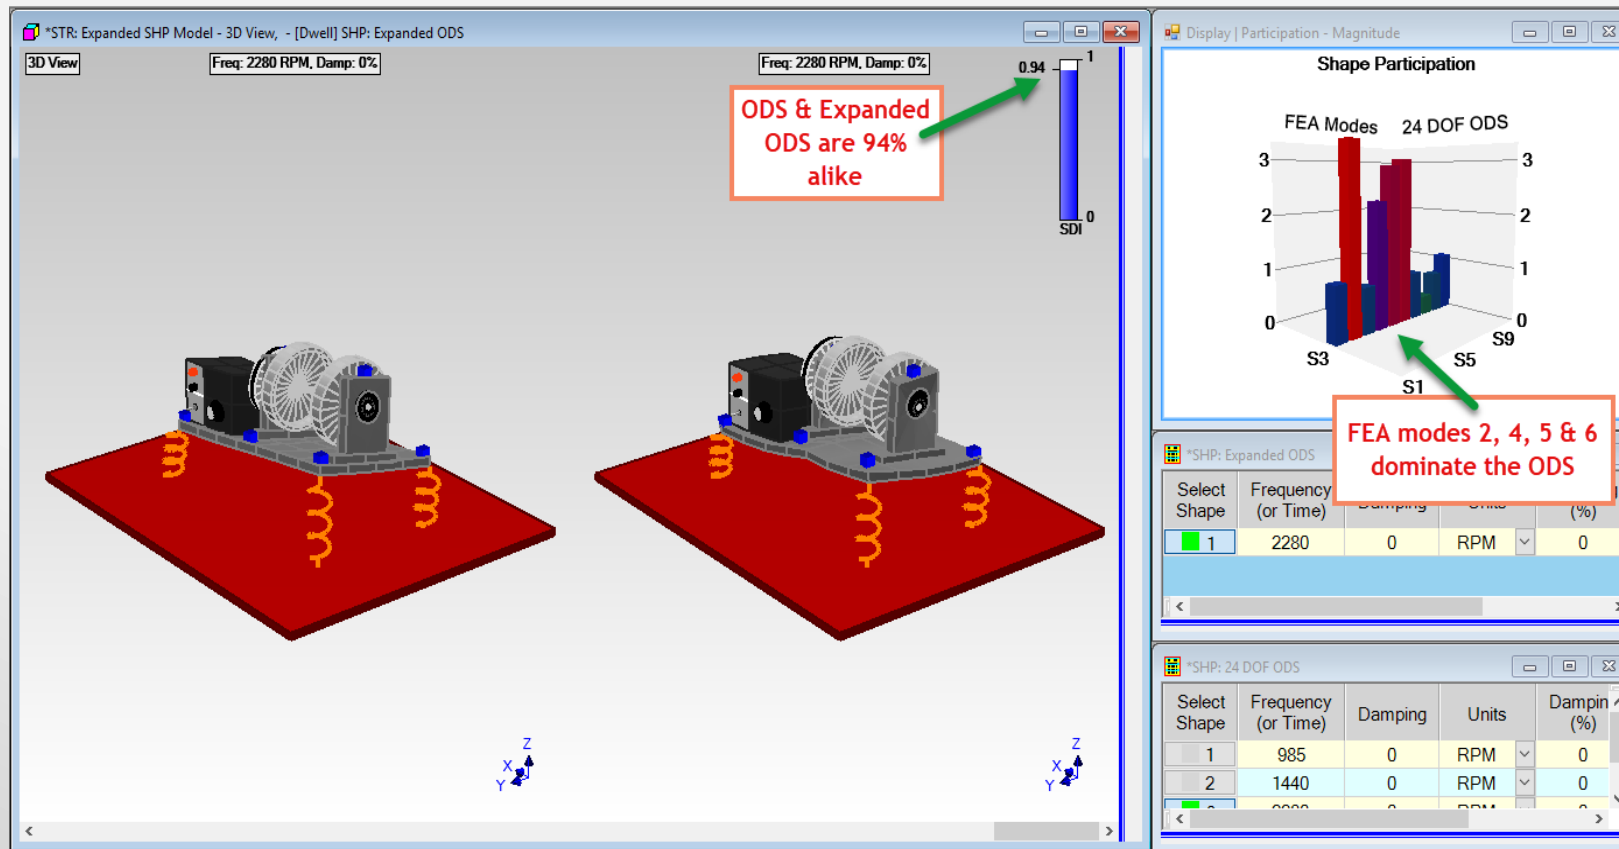 *STR: Expanded SHP Model - 3D View, - [Dwell] SHP: Expanded ODS
3D View
Freq: 2280 RPM, Damp: 0%
Freq: 2280 RPM, Damp: 0%
0.94
1
0
SDI
ODS & Expanded
ODS are 94%
alike
Z
X
Y
Z
X
Y
Display | Participation - Magnitude
Shape Participation
FEA Modes
24 DOF ODS
3
3
2
2
1
1
0
0
S3
S1
S5
S9
FEA modes 2, 4, 5 & 6
dominate the ODS
*SHP: Expanded ODS
Select Shape
Frequency (or Time)
Damping
Units
(%)
1 2280 0 RPM 0
*SHP: 24 DOF ODS
Select Shape
Frequency (or Time)
Damping
Units
Dampin (%)
1 985 0 RPM 0
2 1440 0 RPM 0